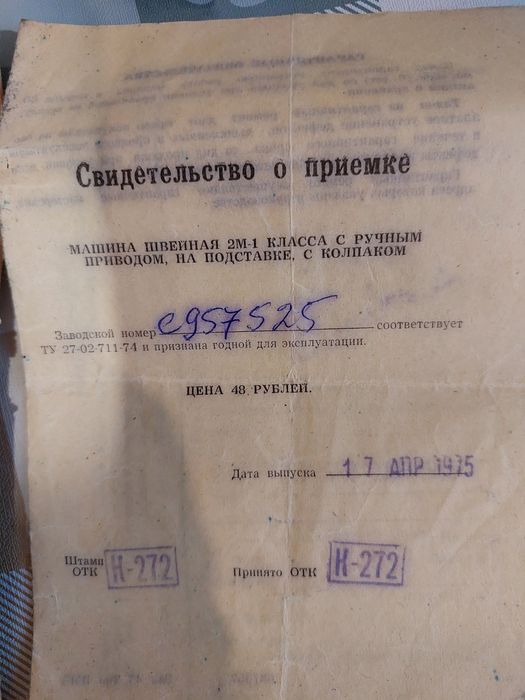 Свидетельство о приемке
МАШИНА ШВЕЙНАЯ 2М-1 КЛАССА С РУЧНЫМ
ПРИВОДОМ, НА ПОДСТАВКЕ, С КОЛПАКОМ
Заводской номер с957525 соответствует
ТУ 27-02-711-74 и признана годной для эксплуатации.
ЦЕНА 48 РУБЛЕЙ.
Дата выпуска 17 АПР 1975
Штамп
ОТК Н-272 Принято ОТК Н-272